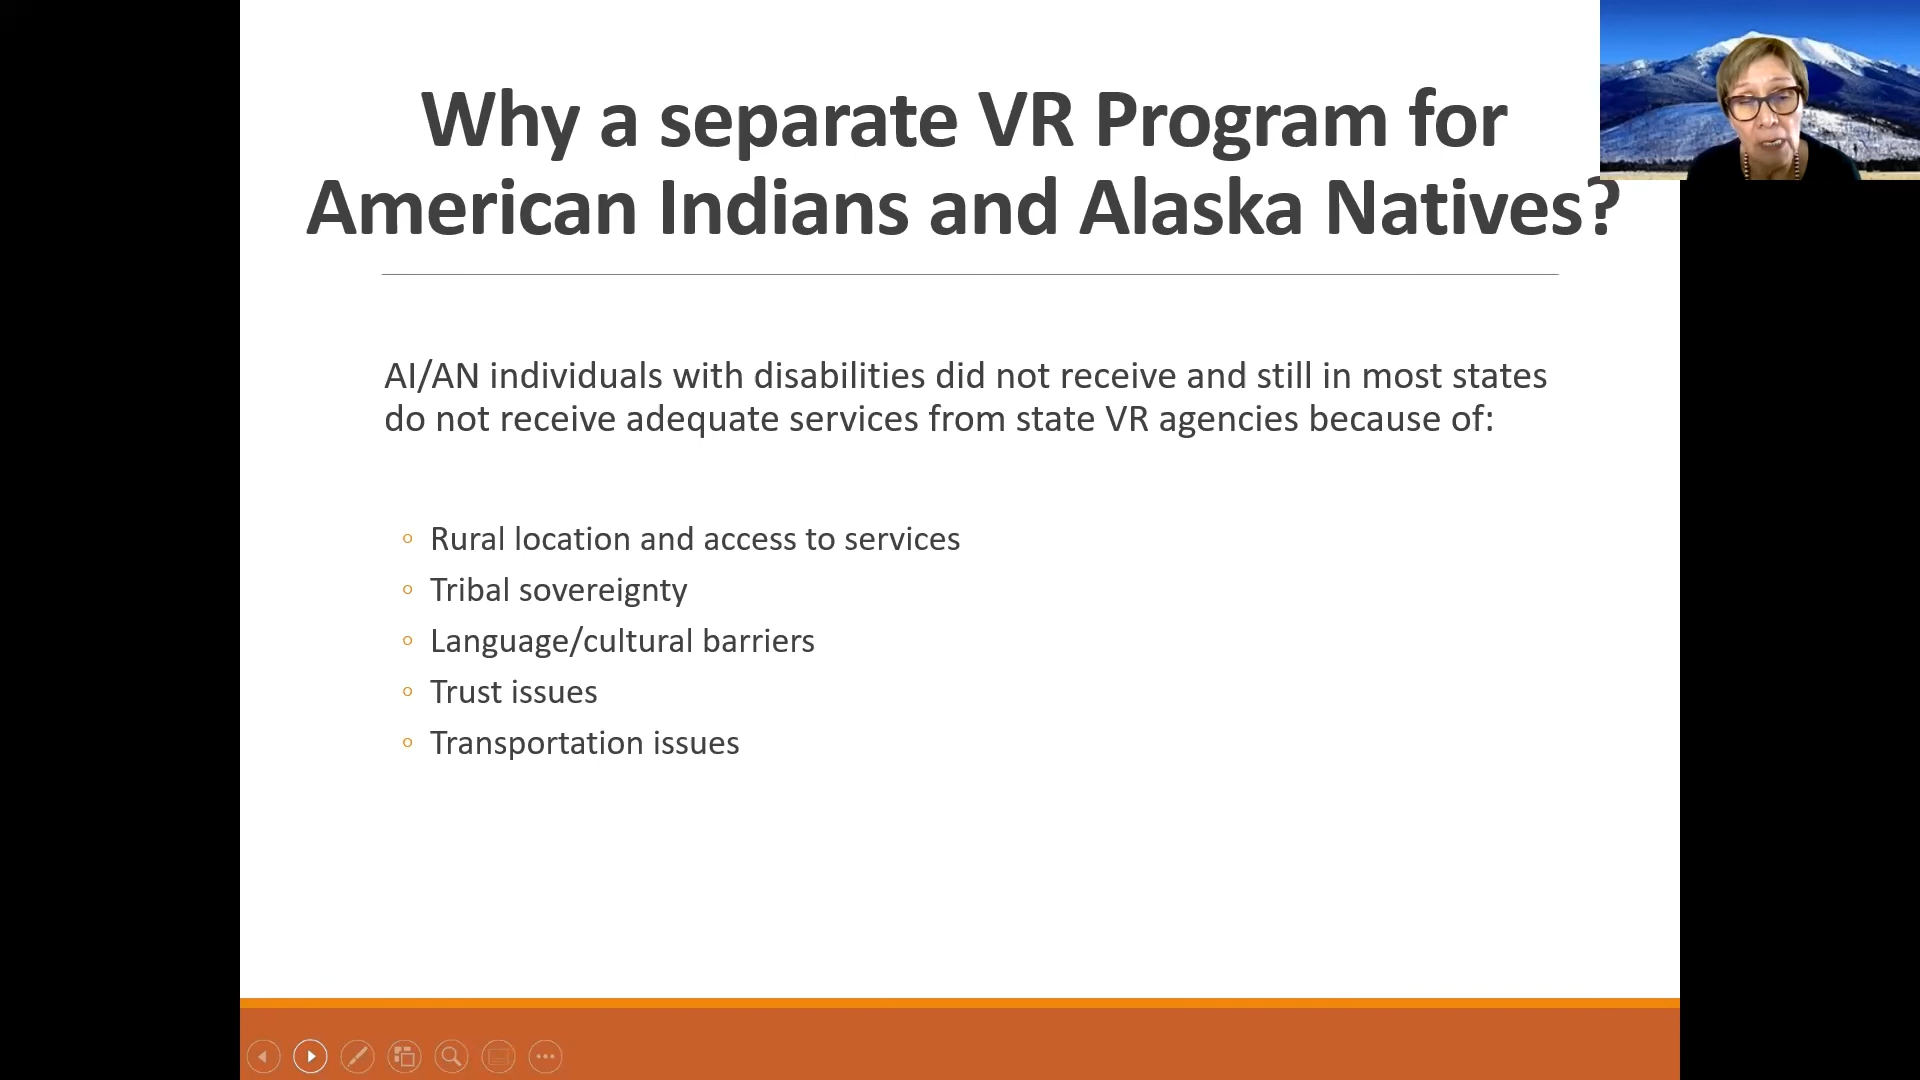 Why a separate VR Program for
American Indians and Alaska Natives?
AI/AN individuals with disabilities did not receive and still in most states
do not receive adequate services from state VR agencies because of:
Rural location and access to services
Tribal sovereignty
Language/cultural barriers
Trust issues
Transportation issues